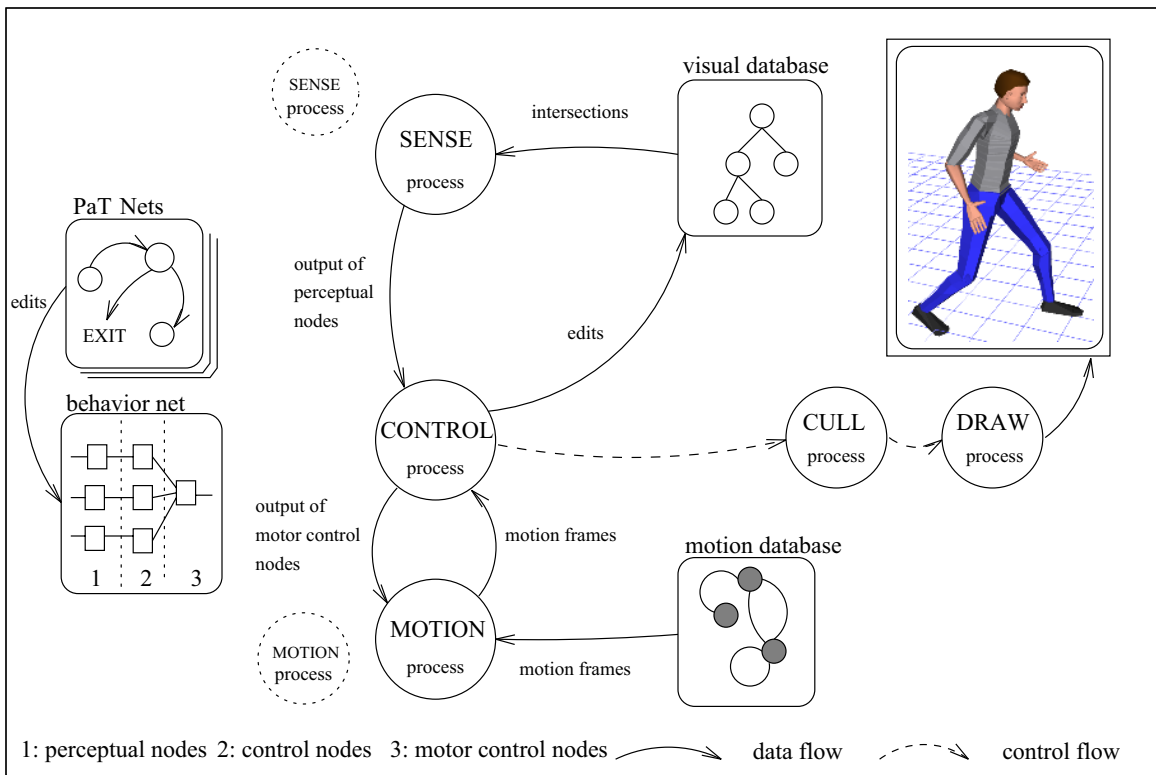 SENSE
process
SENSE
process
intersections
visual database
PaT Nets
edits
EXIT
output of
perceptual
nodes
edits
behavior net
1 2 3
CONTROL
process
CULL
process
DRAW
process
output of
motor control
nodes
motion frames
motion database
MOTION
process
MOTION
process
motion frames
1: perceptual nodes 2: control nodes 3: motor control nodes data flow control flow